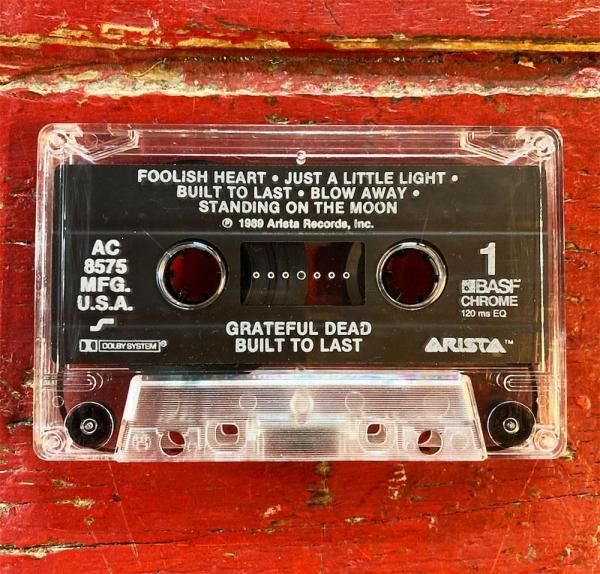 FOOLISH HEART • JUST A LITTLE LIGHT •
BUILT TO LAST • BLOW AWAY •
STANDING ON THE MOON
℗ 1989 Arista Records, Inc.
AC
8575
MFG.
U.S.A.
DOLBY SYSTEM®
1
BASF
CHROME
120 ms EQ
GRATEFUL DEAD
BUILT TO LAST
ARISTA™